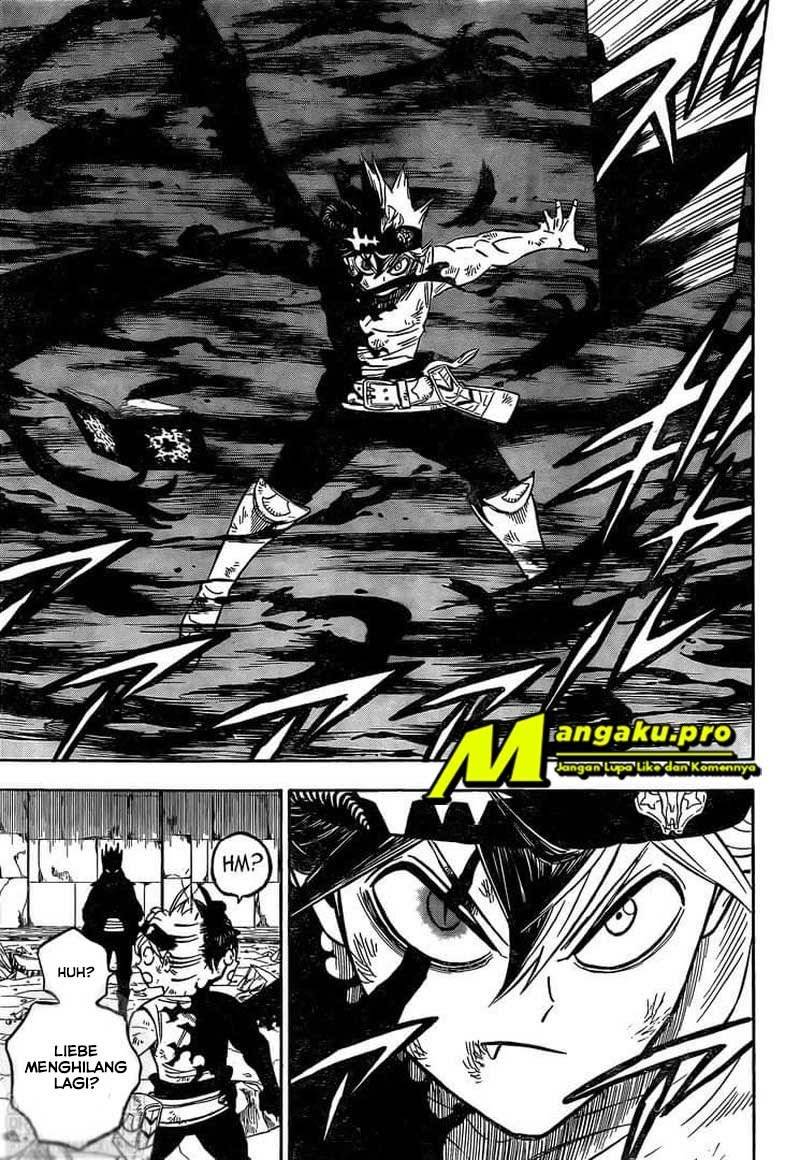 Mangaku.pro
Jangan Lupa Like dan Komennya
HM?
HUH?
LIEBE
MENGHILANG
LAGI?